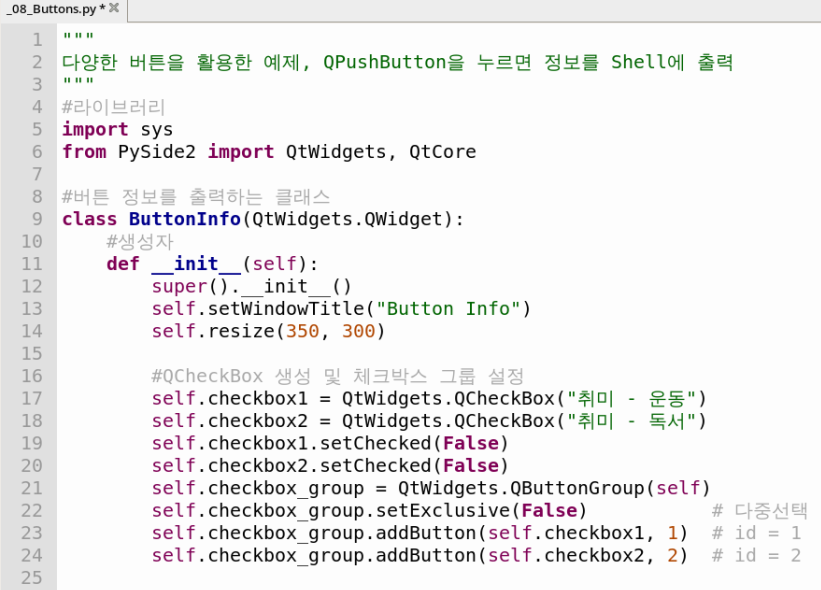 _08_Buttons.py * ✕
1 """
2 다양한 버튼을 활용한 예제, QPushButton을 누르면 정보를 Shell에 출력
3 """
4 #라이브러리
5 import sys
6 from PySide2 import QtWidgets, QtCore
7
8 #버튼 정보를 출력하는 클래스
9 class ButtonInfo(QtWidgets.QWidget):
10     #생성자
11     def __init__(self):
12         super().__init__()
13         self.setWindowTitle("Button Info")
14         self.resize(350, 300)
15
16         #QCheckBox 생성 및 체크박스 그룹 설정
17         self.checkbox1 = QtWidgets.QCheckBox("취미 - 운동")
18         self.checkbox2 = QtWidgets.QCheckBox("취미 - 독서")
19         self.checkbox1.setChecked(False)
20         self.checkbox2.setChecked(False)
21         self.checkbox_group = QtWidgets.QButtonGroup(self)
22         self.checkbox_group.setExclusive(False)           # 다중선택
23         self.checkbox_group.addButton(self.checkbox1, 1)  # id = 1
24         self.checkbox_group.addButton(self.checkbox2, 2)  # id = 2
25